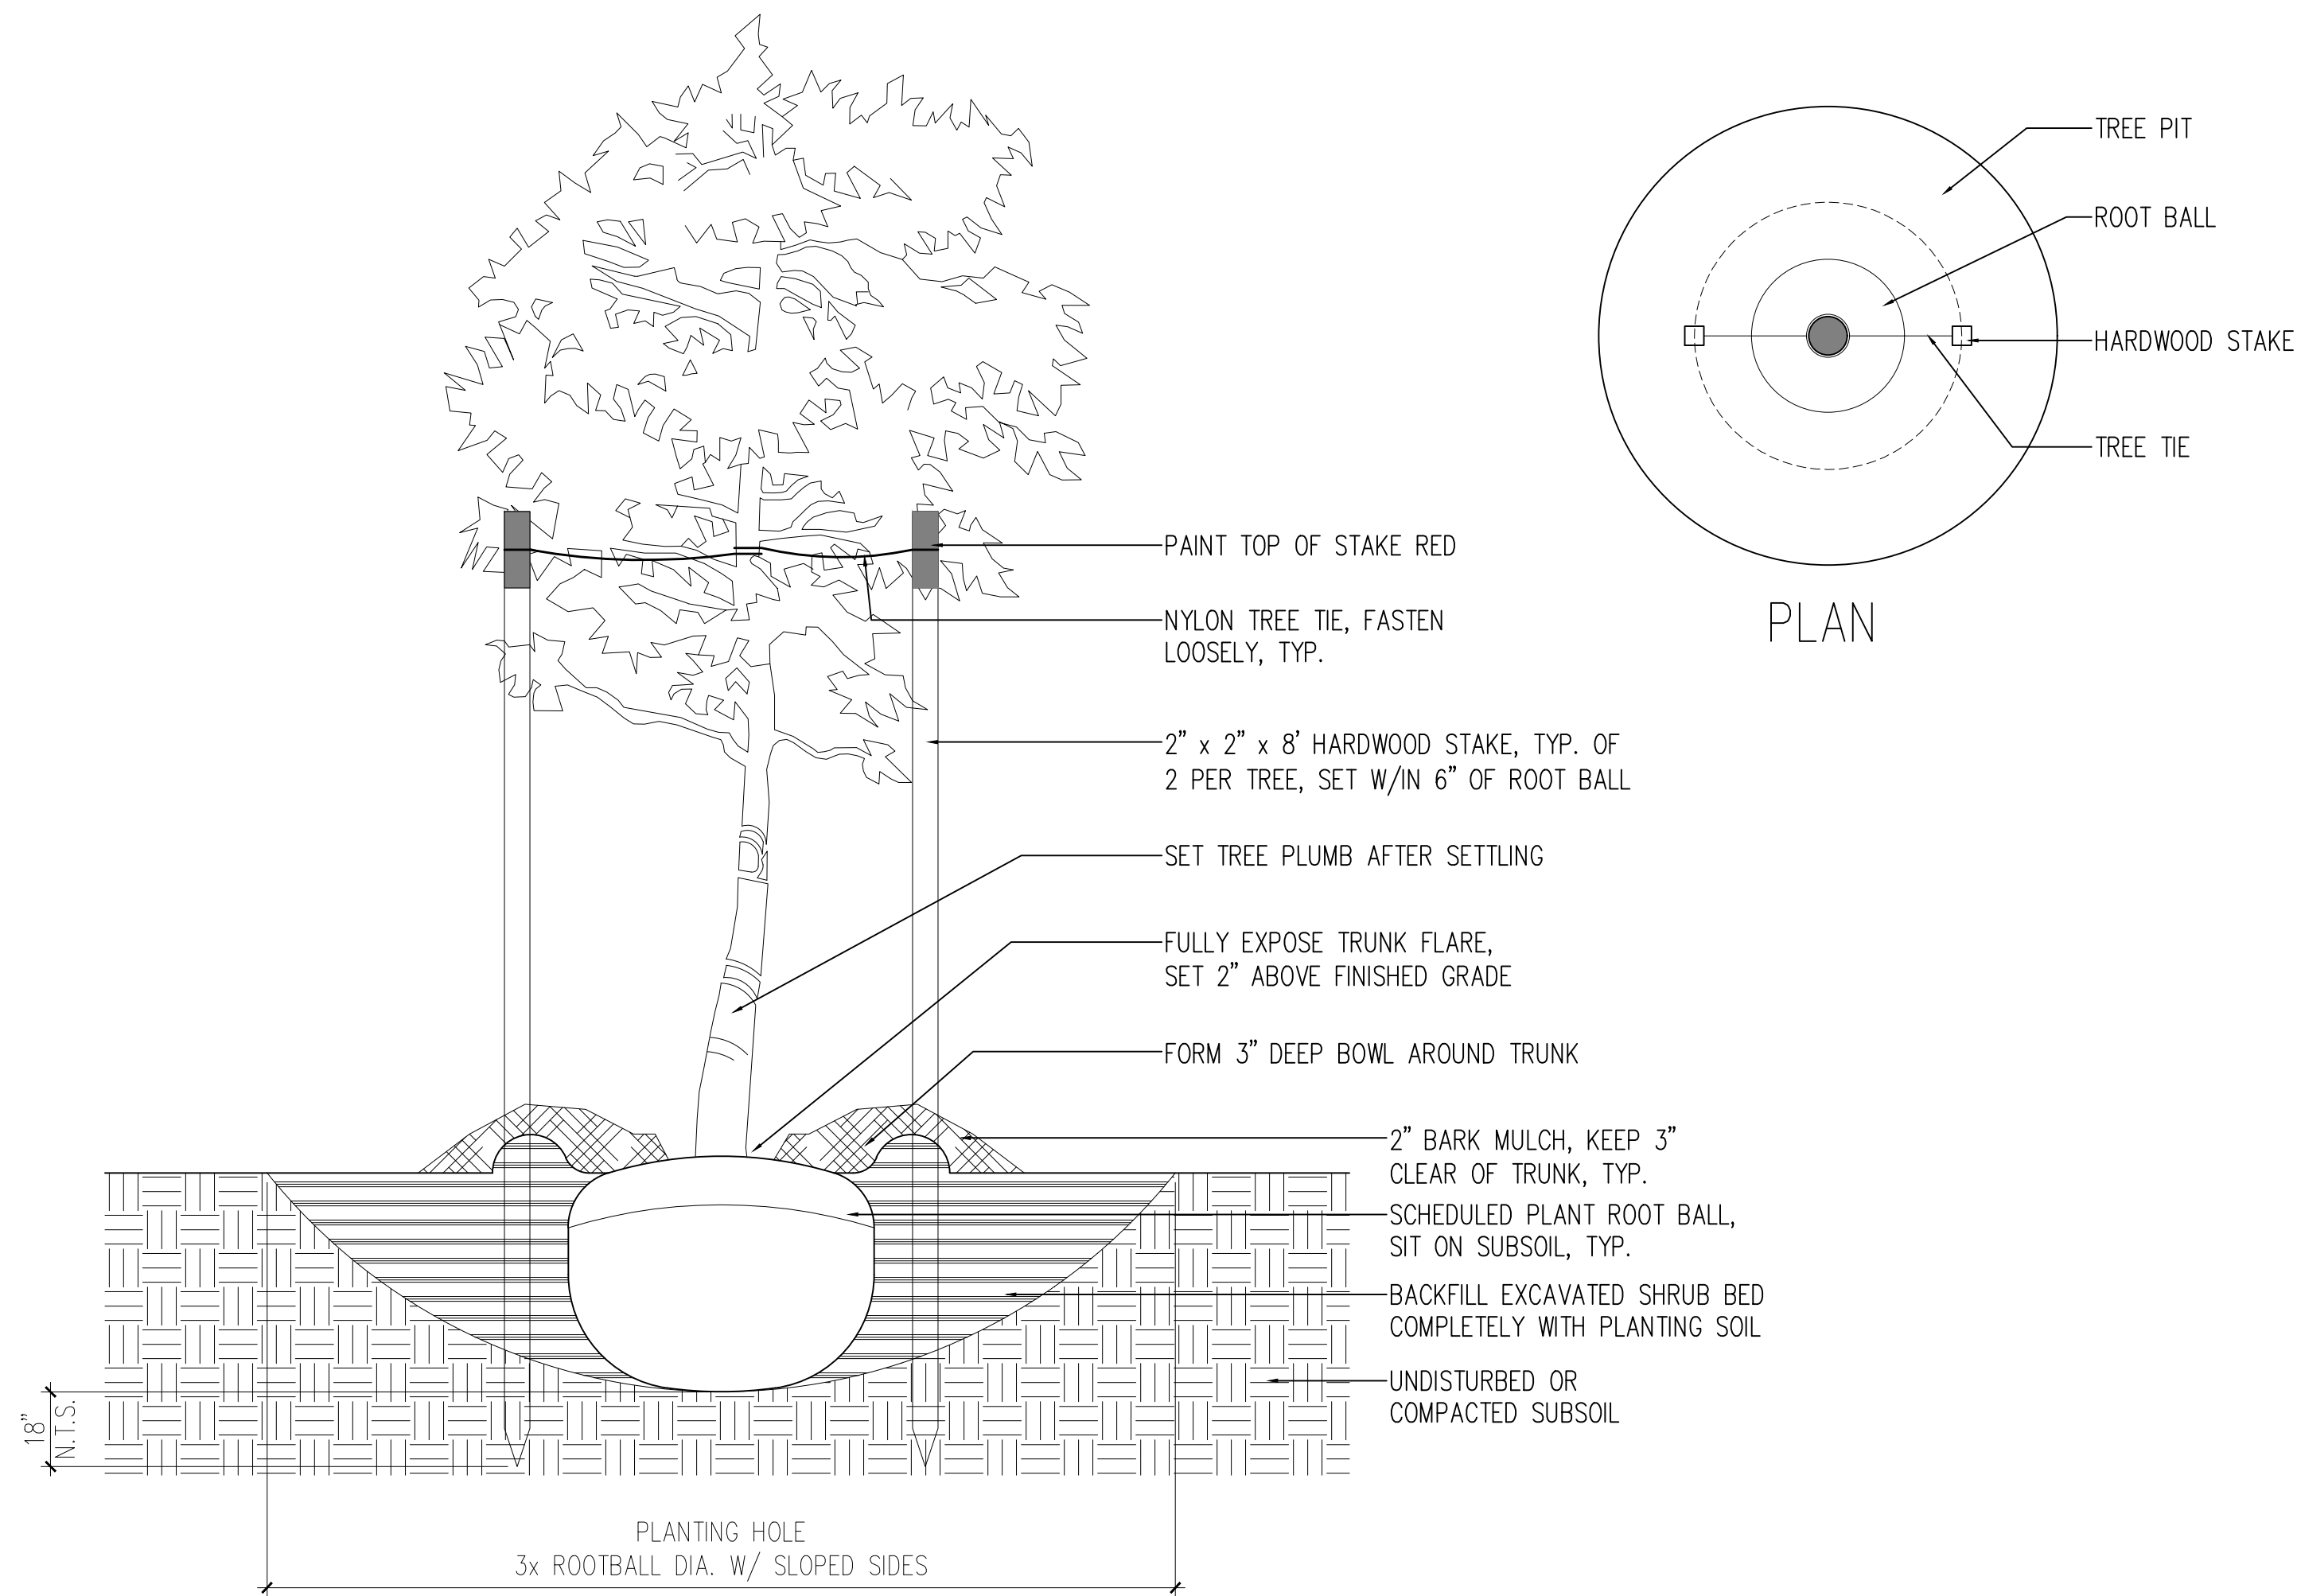 TREE PIT
ROOT BALL
HARDWOOD STAKE
TREE TIE
PLAN
PAINT TOP OF STAKE RED
NYLON TREE TIE, FASTEN
LOOSELY, TYP.
2" x 2" x 8' HARDWOOD STAKE, TYP. OF
2 PER TREE, SET W/IN 6" OF ROOT BALL
SET TREE PLUMB AFTER SETTLING
FULLY EXPOSE TRUNK FLARE,
SET 2" ABOVE FINISHED GRADE
FORM 3" DEEP BOWL AROUND TRUNK
2" BARK MULCH, KEEP 3"
CLEAR OF TRUNK, TYP.
SCHEDULED PLANT ROOT BALL,
SIT ON SUBSOIL, TYP.
BACKFILL EXCAVATED SHRUB BED
COMPLETELY WITH PLANTING SOIL
UNDISTURBED OR
COMPACTED SUBSOIL
18"
N.T.S.
PLANTING HOLE
3x ROOTBALL DIA. W/ SLOPED SIDES